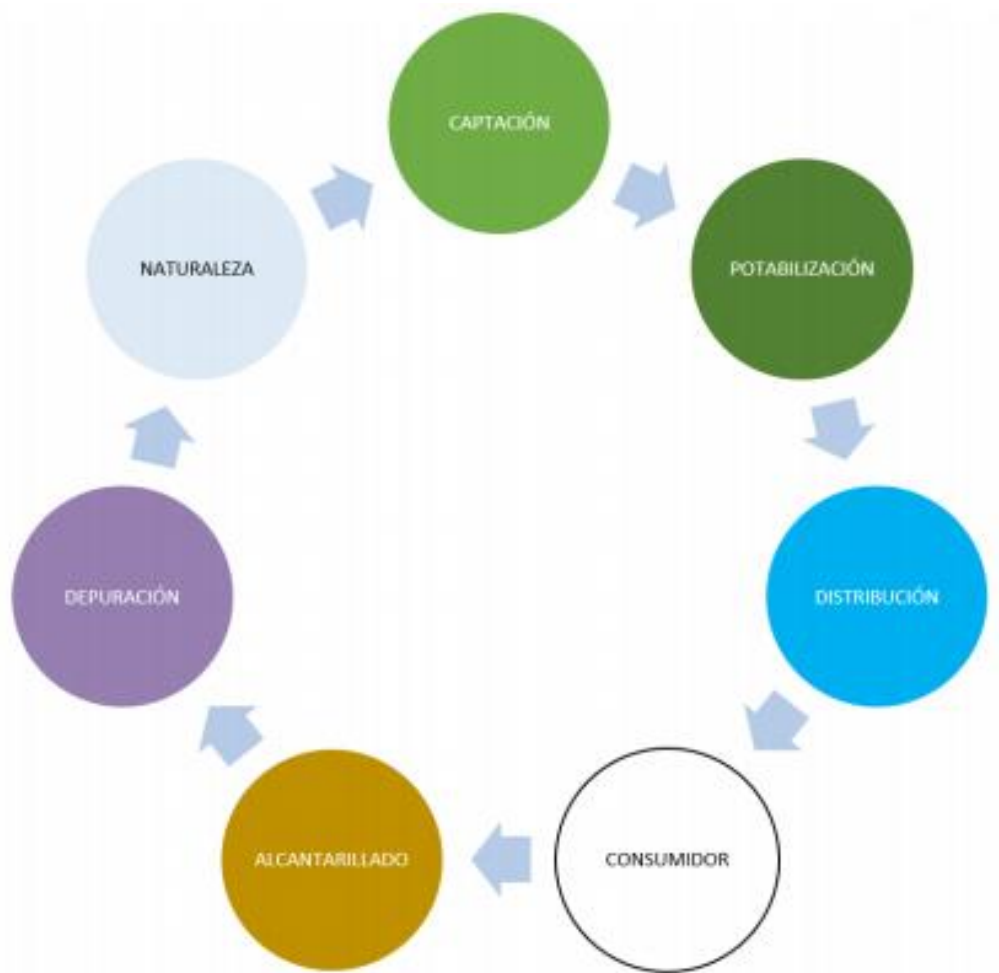 CAPTACIÓN
POTABILIZACIÓN
DISTRIBUCIÓN
CONSUMIDOR
ALCANTARILLADO
DEPURACIÓN
NATURALEZA